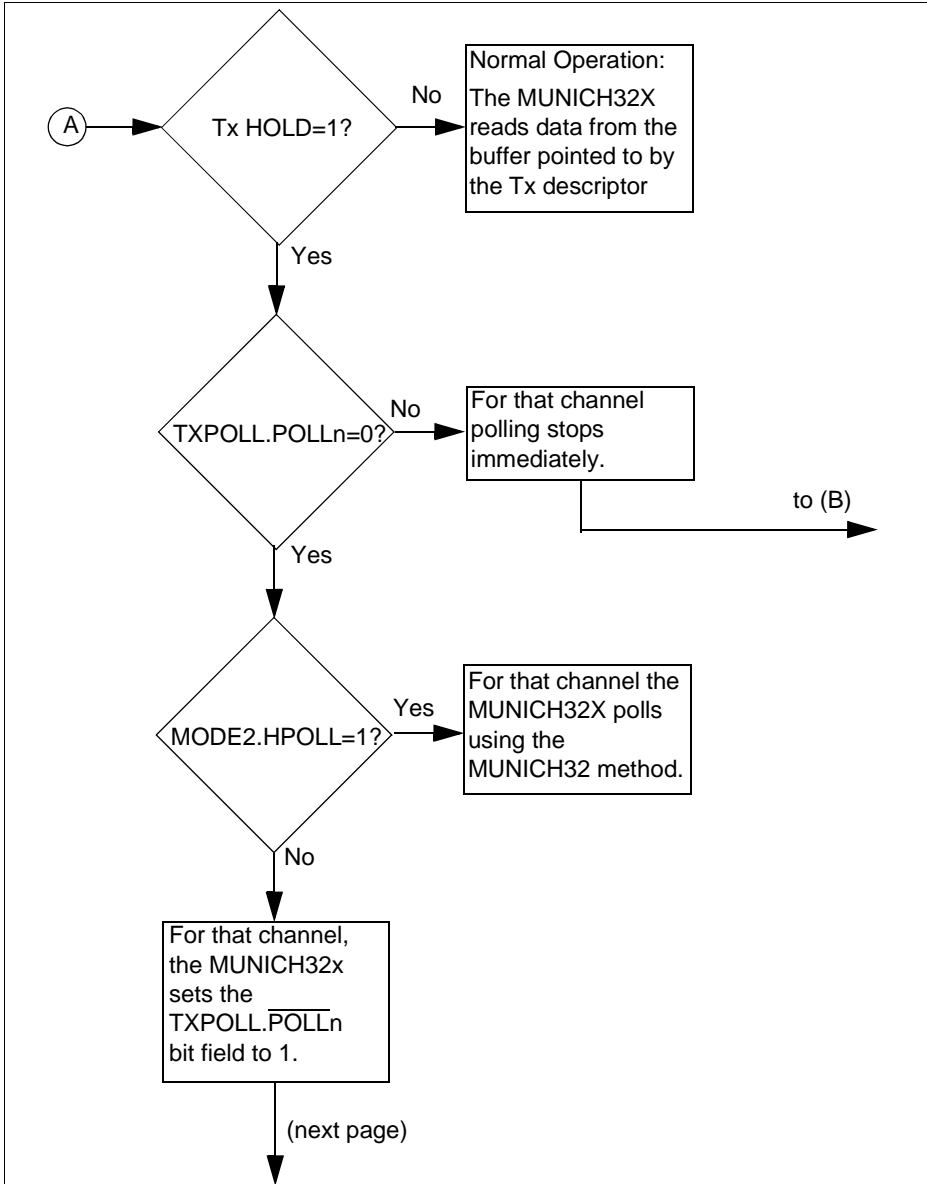 A
Tx HOLD=1?
No
Normal Operation:
The MUNICH32X
reads data from the
buffer pointed to by
the Tx descriptor
Yes
TXPOLL.POLLn=0?
No
For that channel
polling stops
immediately.
to (B)
Yes
MODE2.HPOLL=1?
Yes
For that channel the
MUNICH32X polls
using the
MUNICH32 method.
No
For that channel,
the MUNICH32x
sets the
TXPOLL.P̅O̅L̅L̅n
bit field to 1.
(next page)